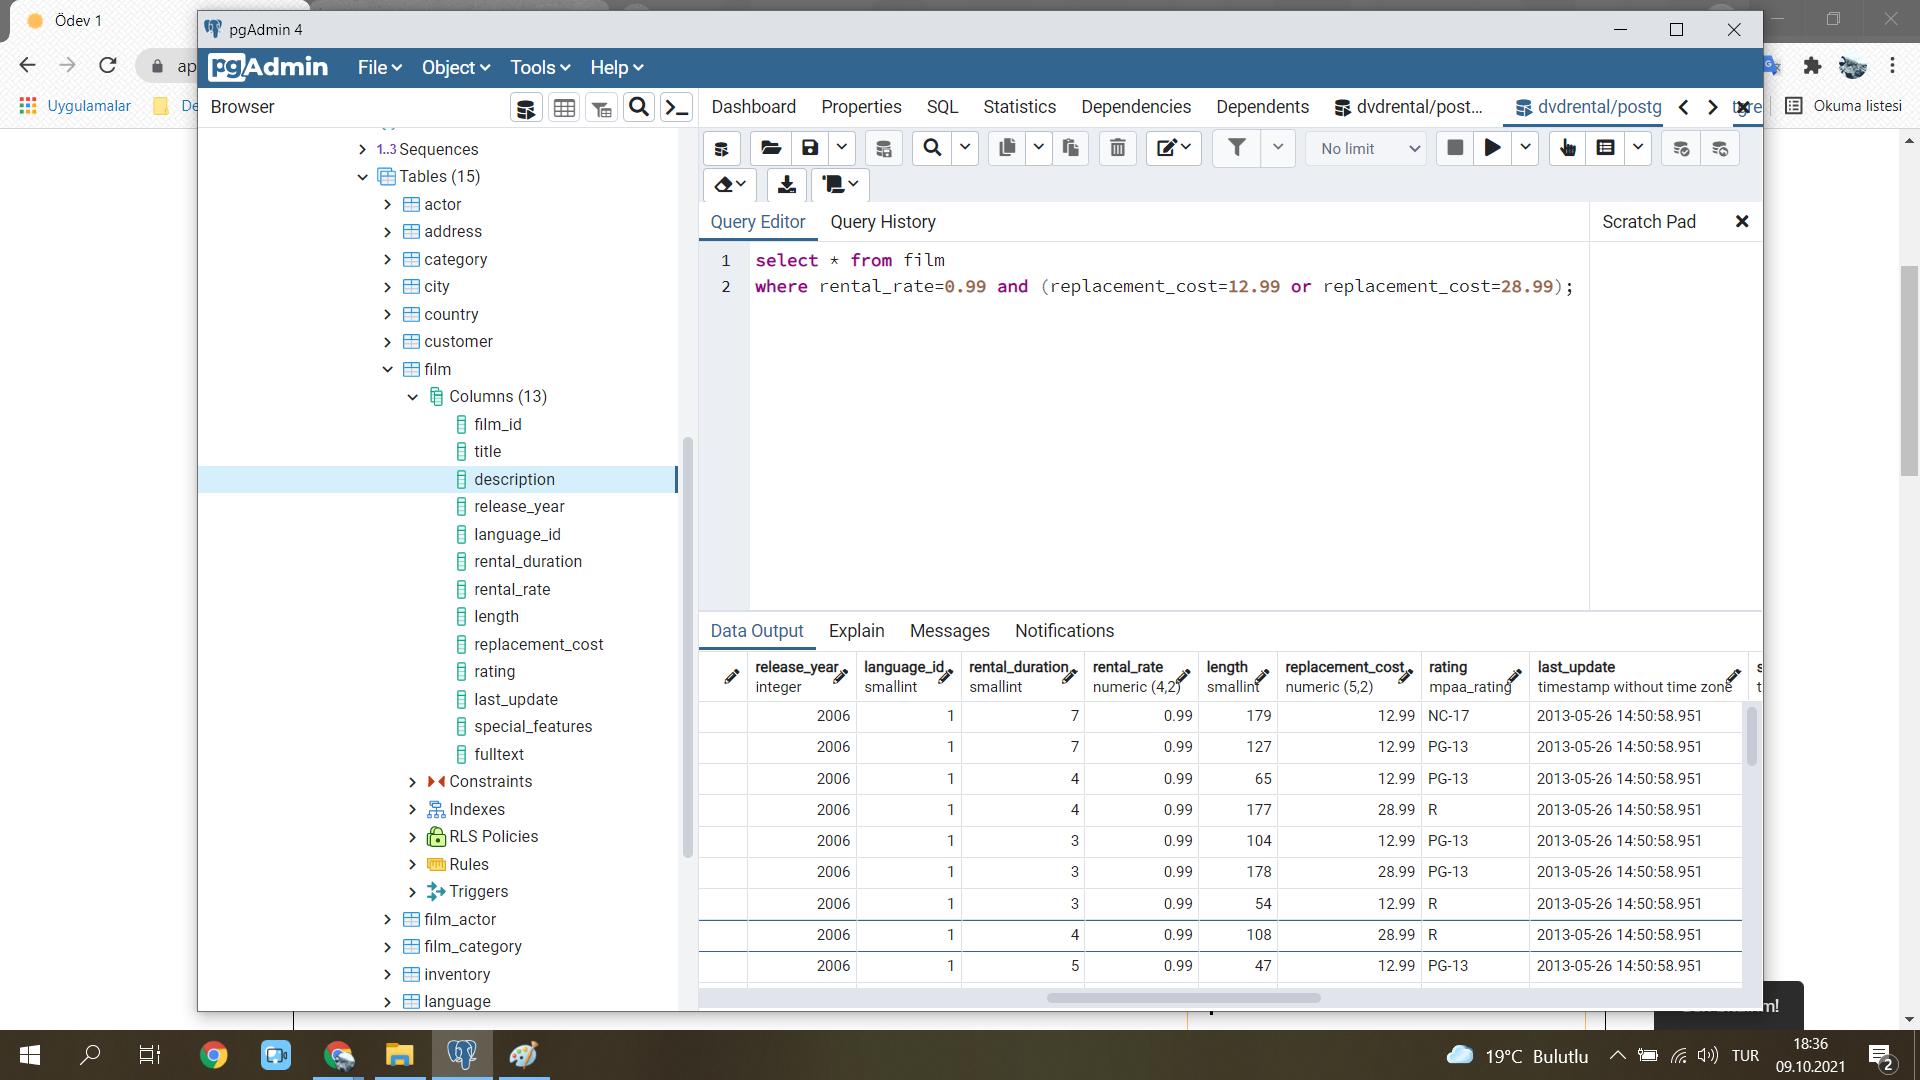 Ödev 1
pgAdmin 4
ap
pgAdmin
File
Object
Tools
Help
Uygulamalar
De
Okuma listesi
Browser
Dashboard
Properties
SQL
Statistics
Dependencies
Dependents
dvdrental/post...
dvdrental/postg
No limit
Query Editor
Query History
Scratch Pad
1 select * from film
2 where rental_rate=0.99 and (replacement_cost=12.99 or replacement_cost=28.99);
1..3 Sequences
Tables (15)
actor
address
category
city
country
customer
film
Columns (13)
film_id
title
description
release_year
language_id
rental_duration
rental_rate
length
replacement_cost
rating
last_update
special_features
fulltext
Constraints
Indexes
RLS Policies
Rules
Triggers
film_actor
film_category
inventory
language
Data Output
Explain
Messages
Notifications
release_year language_id rental_duration rental_rate length replacement_cost rating last_update s
integer smallint smallint numeric (4,2) smallint numeric (5,2) mpaa_rating timestamp without time zone t
2006 1 7 0.99 179 12.99 NC-17 2013-05-26 14:50:58.951
2006 1 7 0.99 127 12.99 PG-13 2013-05-26 14:50:58.951
2006 1 4 0.99 65 12.99 PG-13 2013-05-26 14:50:58.951
2006 1 4 0.99 177 28.99 R 2013-05-26 14:50:58.951
2006 1 3 0.99 104 12.99 PG-13 2013-05-26 14:50:58.951
2006 1 3 0.99 178 28.99 PG-13 2013-05-26 14:50:58.951
2006 1 3 0.99 54 12.99 R 2013-05-26 14:50:58.951
2006 1 4 0.99 108 28.99 R 2013-05-26 14:50:58.951
2006 1 5 0.99 47 12.99 PG-13 2013-05-26 14:50:58.951
m!
19°C Bulutlu
TUR
18:36
09.10.2021
2